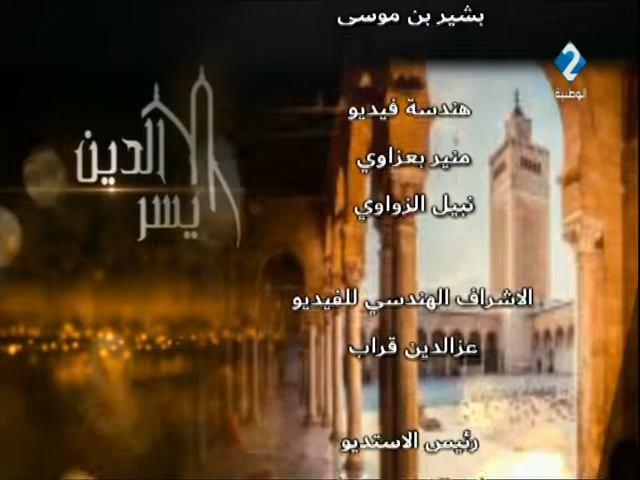 بشير بن موسى
الوطنية
2
هندسة فيديو
منير بعزاوي
نبيل الزواوي
الدين
يسر
الاشراف الهندسي للفيديو
عزالدين قراب
رئيس الاستديو